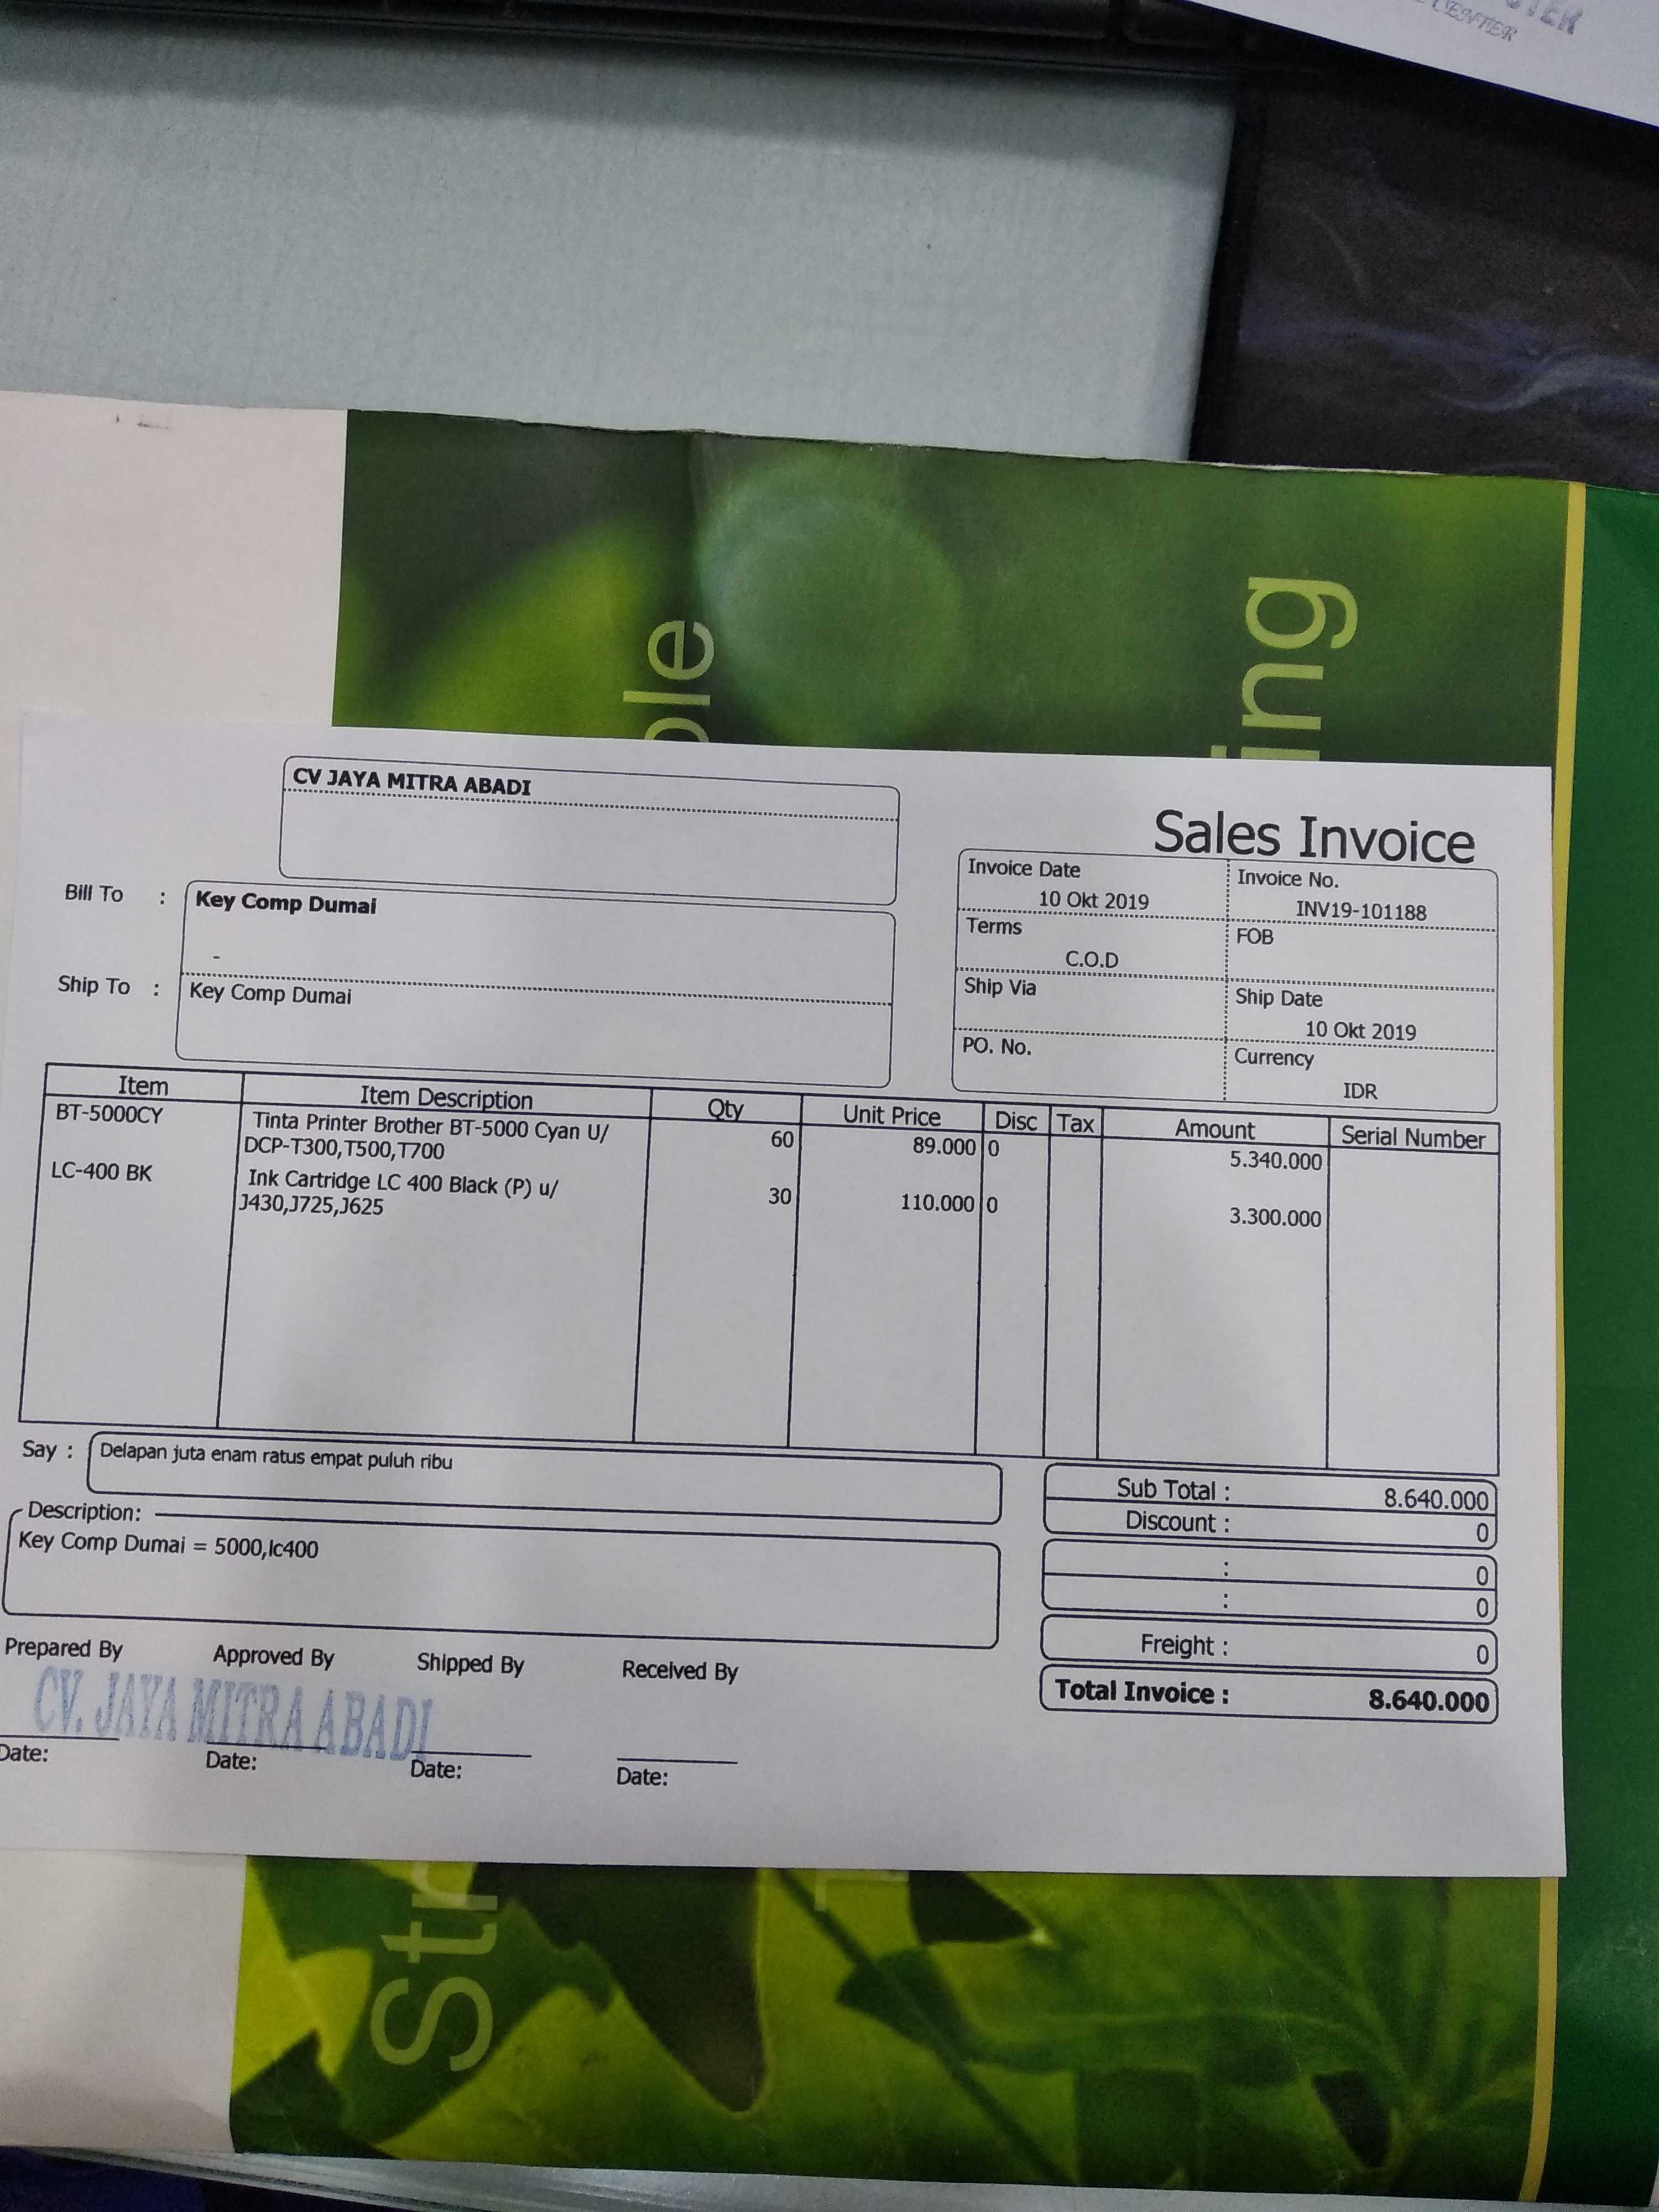 CENTER
ple
ing
CV JAYA MITRA ABADI
Sales Invoice
Invoice Date
10 Okt 2019
Invoice No.
INV19-101188
Terms
C.O.D
FOB
Ship Via
Ship Date
10 Okt 2019
PO. No.
Currency
IDR
Bill To :
Key Comp Dumai
-
Ship To :
Key Comp Dumai
Item Item Description Qty Unit Price Disc Tax Amount Serial Number
BT-5000CY Tinta Printer Brother BT-5000 Cyan U/ 60 89.000 0 5.340.000
DCP-T300,T500,T700
LC-400 BK Ink Cartridge LC 400 Black (P) u/ 30 110.000 0 3.300.000
J430,J725,J625
Say : Delapan juta enam ratus empat puluh ribu
Description:
Key Comp Dumai = 5000,lc400
Sub Total : 8.640.000
Discount : 0
: 0
: 0
Freight : 0
Total Invoice : 8.640.000
Prepared By Approved By Shipped By Received By
CV. JAYA MITRA ABADI
Date: Date: Date: Date:
Str